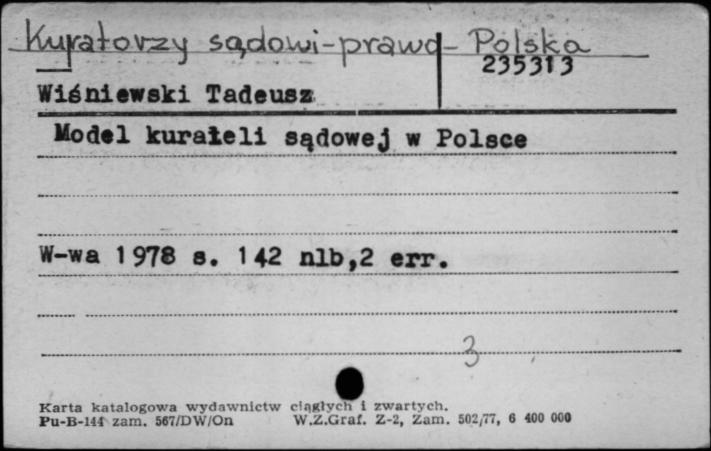 Kuratorzy sądowi-prawo-Polska
235313
Wiśniewski Tadeusz
Model kurateli sądowej w Polsce
W-wa 1978 s. 142 nlb,2 err.
3
Karta katalogowa wydawnictw ciągłych i zwartych.
Pu-B-144 zam. 567/DW/On W.Z.Graf. Z-2, Zam. 502/77, 6 400 000